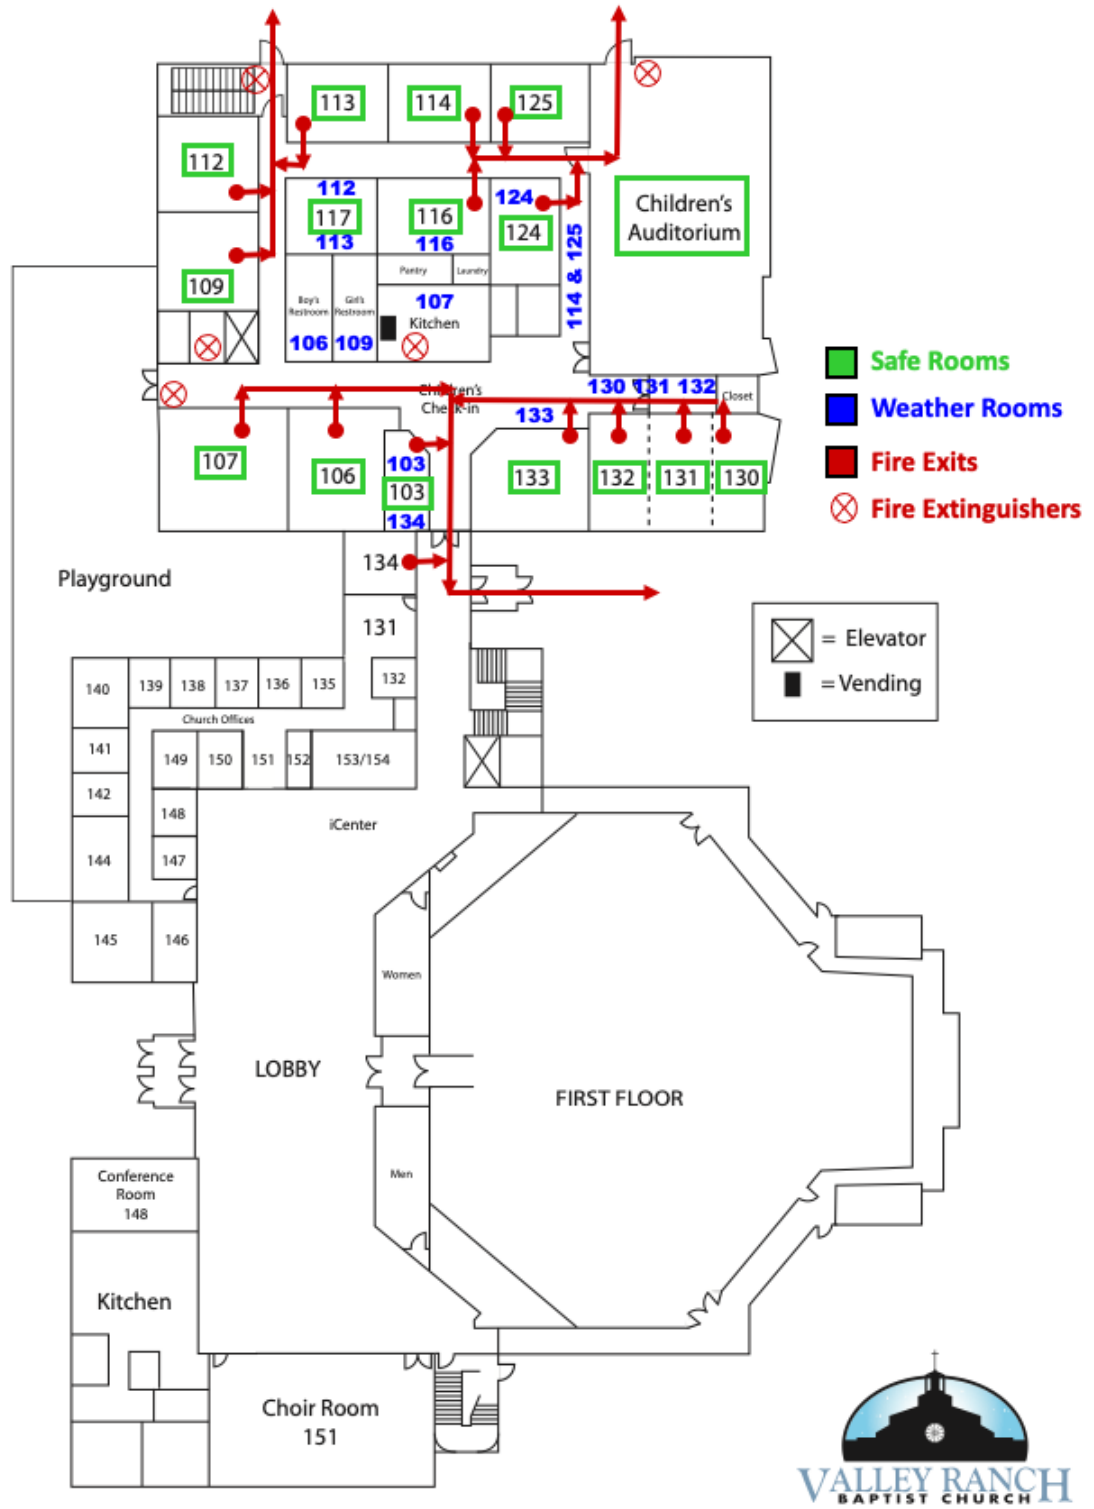 113
114
125
112
112
117
113
116
116
124
124
Children's
Auditorium
114 & 125
109
Pantry
Laundry
Boy's
Restroom
Girl's
Restroom
107
Kitchen
106
109
Safe Rooms
Weather Rooms
Fire Exits
Fire Extinguishers
Children's
Check-in
130
131
132
Closet
133
107
106
103
103
134
133
132
131
130
134
Playground
131
= Elevator
= Vending
140
139
138
137
136
135
132
Church Offices
141
149
150
151
152
153/154
142
148
iCenter
144
147
145
146
Women
LOBBY
FIRST FLOOR
Men
Conference
Room
148
Kitchen
Choir Room
151
VALLEY RANCH
BAPTIST CHURCH